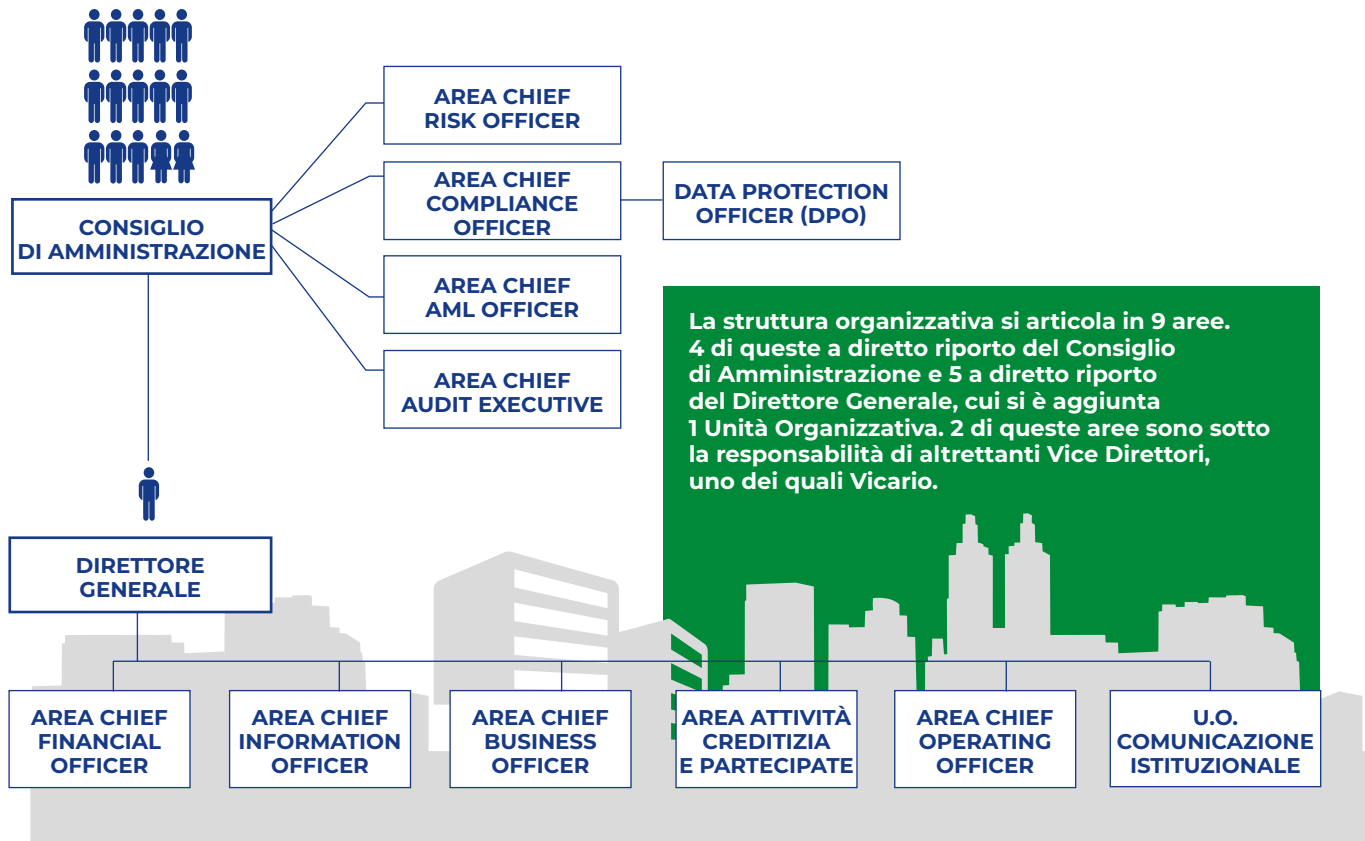 AREA CHIEF
RISK OFFICER
AREA CHIEF
COMPLIANCE
OFFICER
DATA PROTECTION
OFFICER (DPO)
CONSIGLIO
DI AMMINISTRAZIONE
AREA CHIEF
AML OFFICER
AREA CHIEF
AUDIT EXECUTIVE
La struttura organizzativa si articola in 9 aree.
4 di queste a diretto riporto del Consiglio
di Amministrazione e 5 a diretto riporto
del Direttore Generale, cui si è aggiunta
1 Unità Organizzativa. 2 di queste aree sono sotto
la responsabilità di altrettanti Vice Direttori,
uno dei quali Vicario.
DIRETTORE
GENERALE
AREA CHIEF
FINANCIAL
OFFICER
AREA CHIEF
INFORMATION
OFFICER
AREA CHIEF
BUSINESS
OFFICER
AREA ATTIVITÀ
CREDITIZIA
E PARTECIPATE
AREA CHIEF
OPERATING
OFFICER
U.O.
COMUNICAZIONE
ISTITUZIONALE